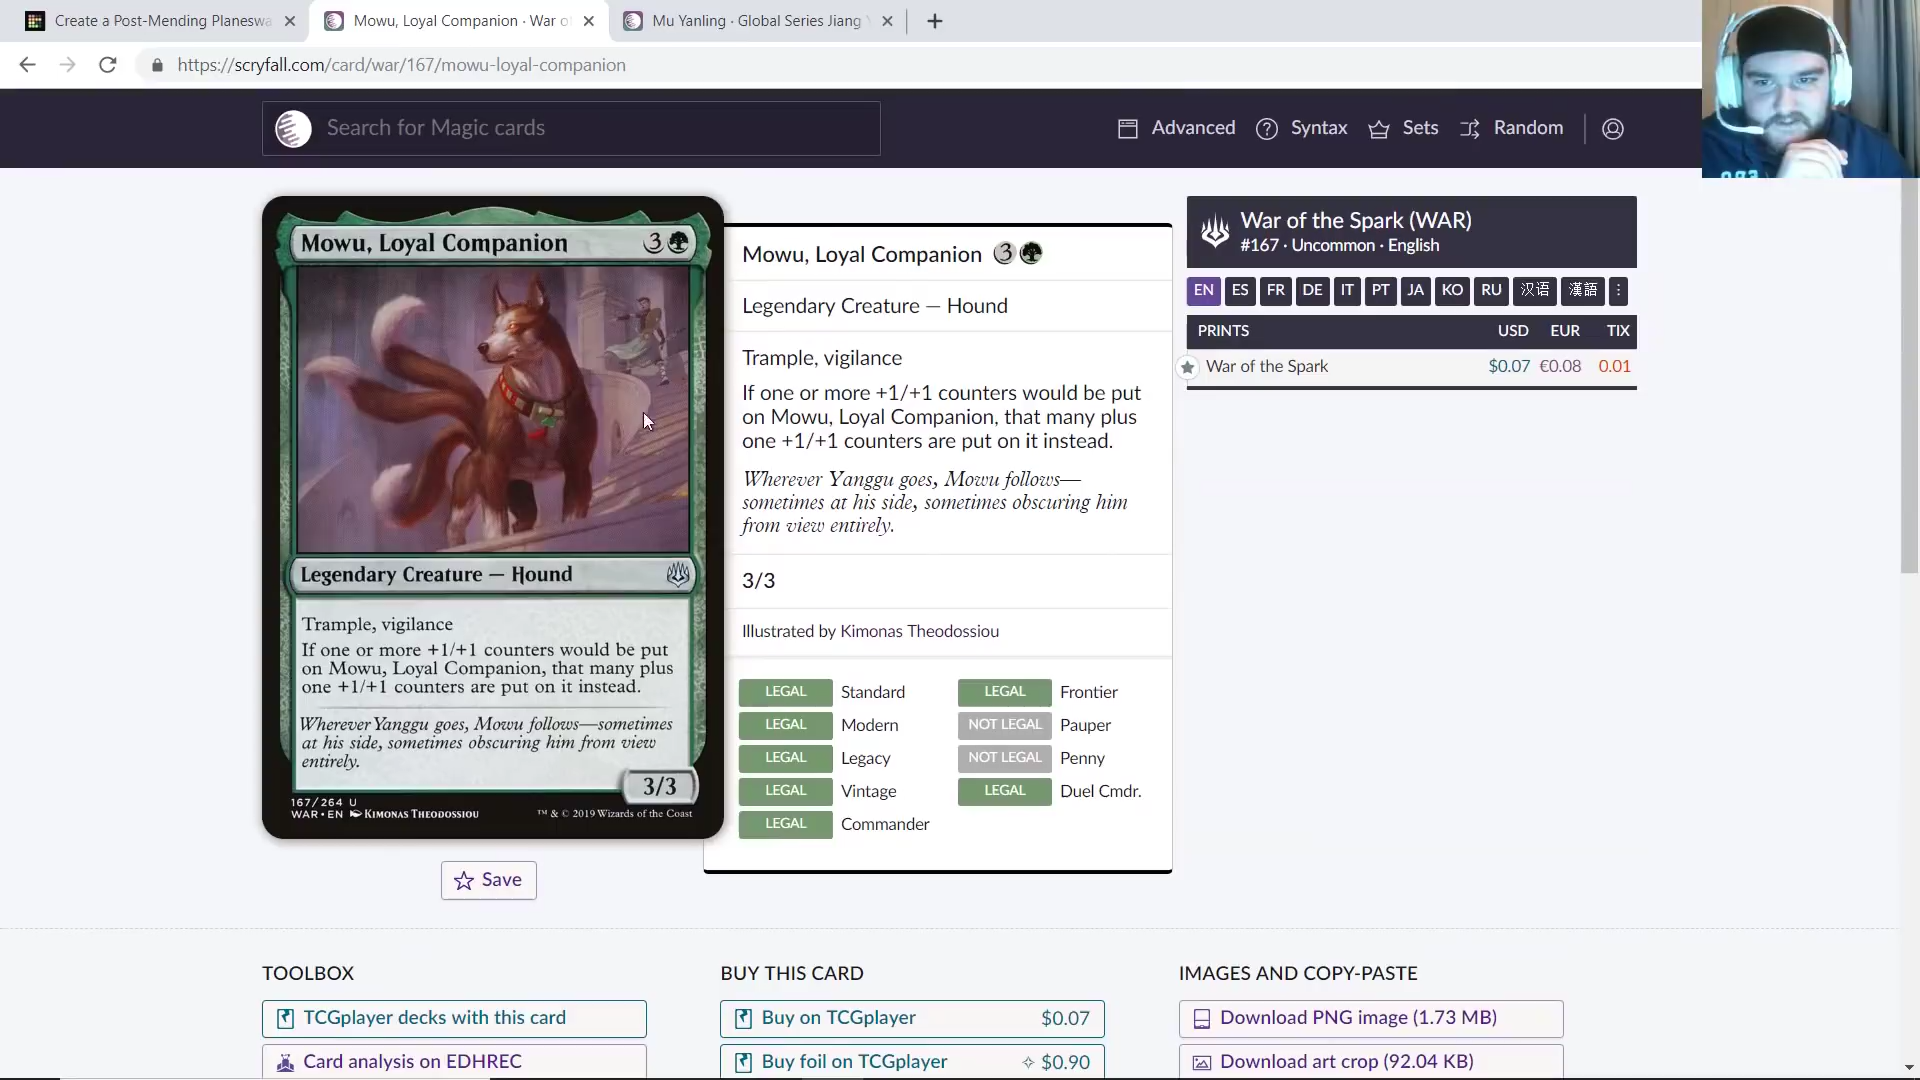 Create a Post-Mending Planeswa
Mowu, Loyal Companion · War o
Mu Yanling · Global Series Jiang Y
https://scryfall.com/card/war/167/mowu-loyal-companion
Search for Magic cards
Advanced
Syntax
Sets
Random
Mowu, Loyal Companion 3
Legendary Creature — Hound
Trample, vigilance
If one or more +1/+1 counters would be put
on Mowu, Loyal Companion, that many plus
one +1/+1 counters are put on it instead.
Wherever Yanggu goes, Mowu follows—sometimes
at his side, sometimes obscuring him from view
entirely.
3/3
167/264 U
WAR • EN Kimonas Theodossiou
™ & © 2019 Wizards of the Coast
Save
Mowu, Loyal Companion 3
Legendary Creature — Hound
Trample, vigilance
If one or more +1/+1 counters would be put
on Mowu, Loyal Companion, that many plus
one +1/+1 counters are put on it instead.
Wherever Yanggu goes, Mowu follows—
sometimes at his side, sometimes obscuring him
from view entirely.
3/3
Illustrated by Kimonas Theodossiou
LEGAL Standard LEGAL Frontier
LEGAL Modern NOT LEGAL Pauper
LEGAL Legacy NOT LEGAL Penny
LEGAL Vintage LEGAL Duel Cmdr.
LEGAL Commander
War of the Spark (WAR)
#167 · Uncommon · English
EN ES FR DE IT PT JA KO RU 汉语 漢語
PRINTS USD EUR TIX
War of the Spark $0.07 €0.08 0.01
TOOLBOX
TCGplayer decks with this card
Card analysis on EDHREC
BUY THIS CARD
Buy on TCGplayer $0.07
Buy foil on TCGplayer $0.90
IMAGES AND COPY-PASTE
Download PNG image (1.73 MB)
Download art crop (92.04 KB)